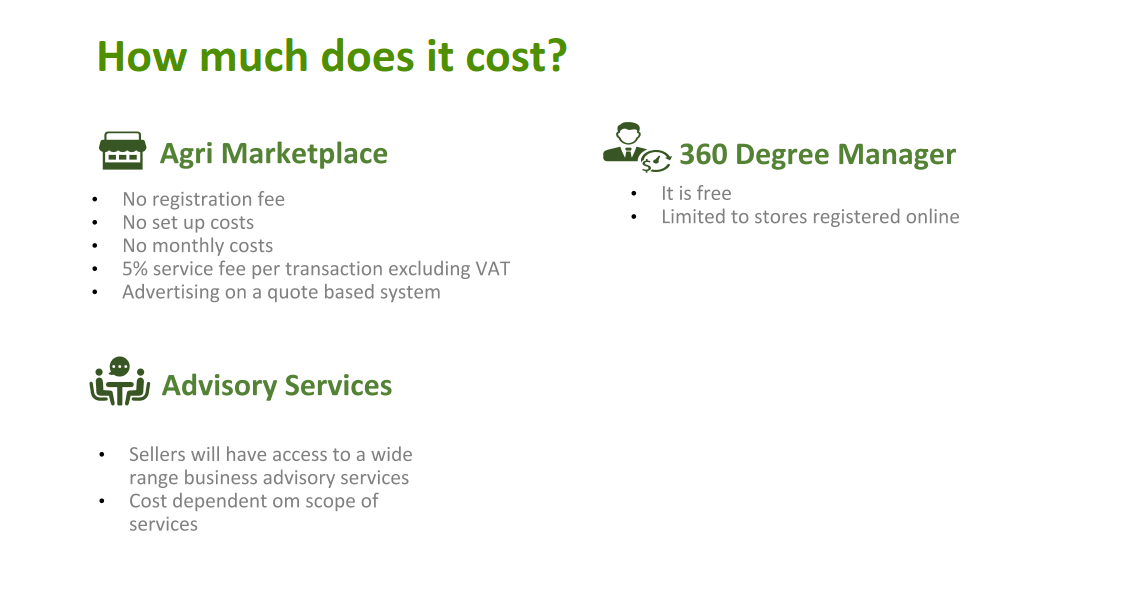 How much does it cost?
Agri Marketplace
• No registration fee
• No set up costs
• No monthly costs
• 5% service fee per transaction excluding VAT
• Advertising on a quote based system
360 Degree Manager
• It is free
• Limited to stores registered online
Advisory Services
• Sellers will have access to a wide
range business advisory services
• Cost dependent om scope of
services